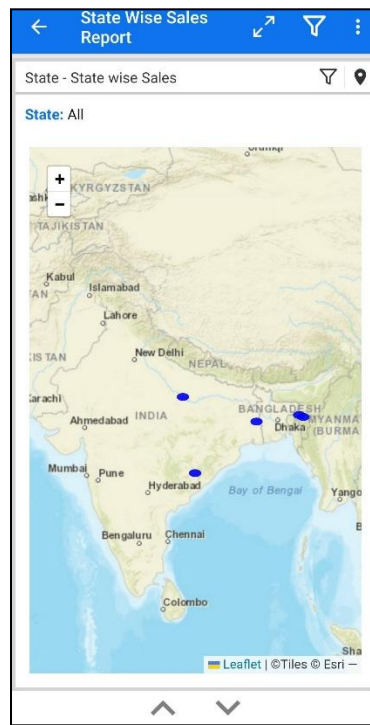 State Wise Sales
Report
State - State wise Sales
State: All
+
−
KYRGYZSTAN
TAJIKISTAN
Kabul
Islamabad
Lahore
New Delhi
NEPAL
Ahmedabad
INDIA
BANGLADESH
Dhaka
Mumbai
Pune
Hyderabad
Bay of Bengal
Bengaluru
Chennai
Colombo
Leaflet | ©Tiles © Esri —